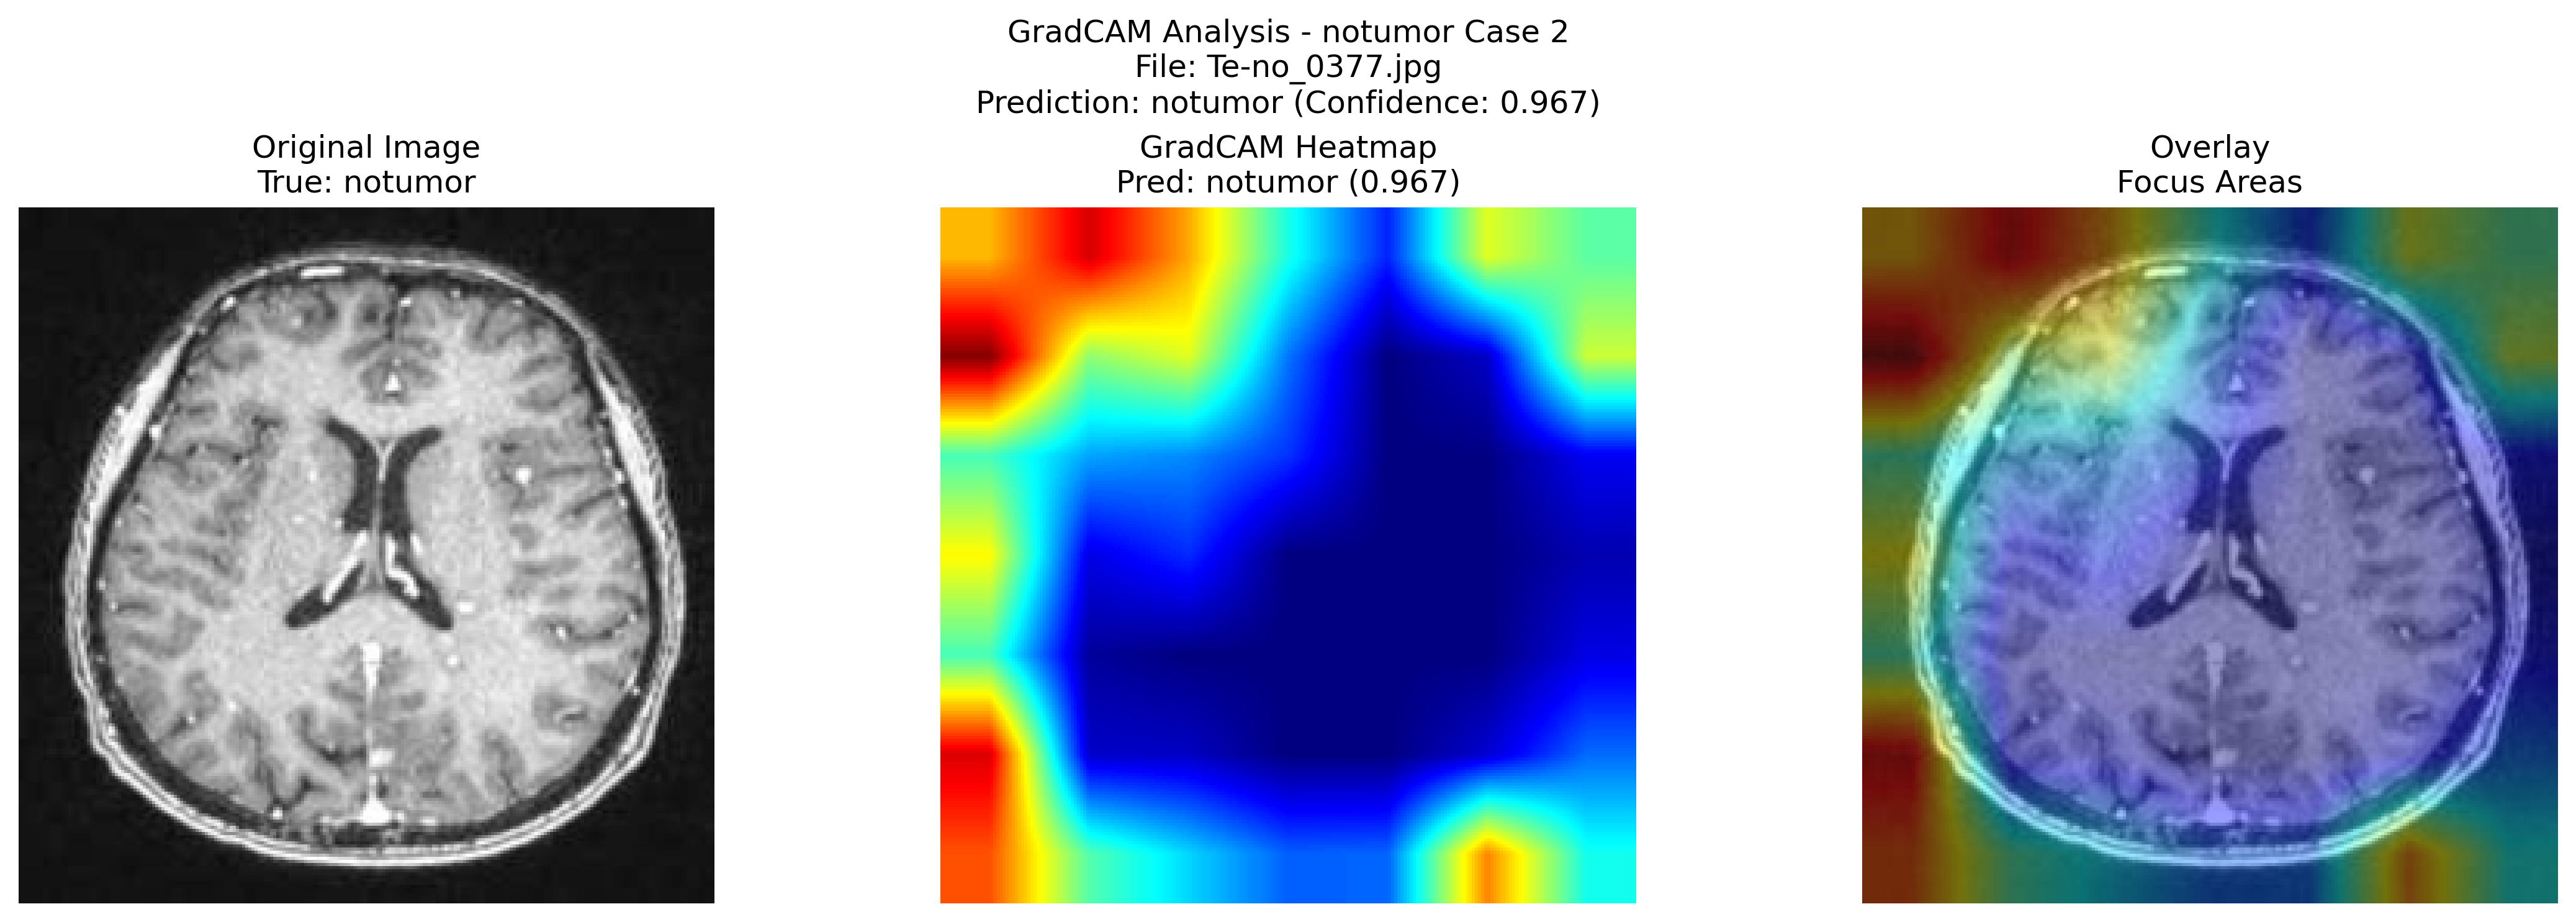 GradCAM Analysis - notumor Case 2
File: Te-no_0377.jpg
Prediction: notumor (Confidence: 0.967)
Original Image
True: notumor
GradCAM Heatmap
Pred: notumor (0.967)
Overlay
Focus Areas